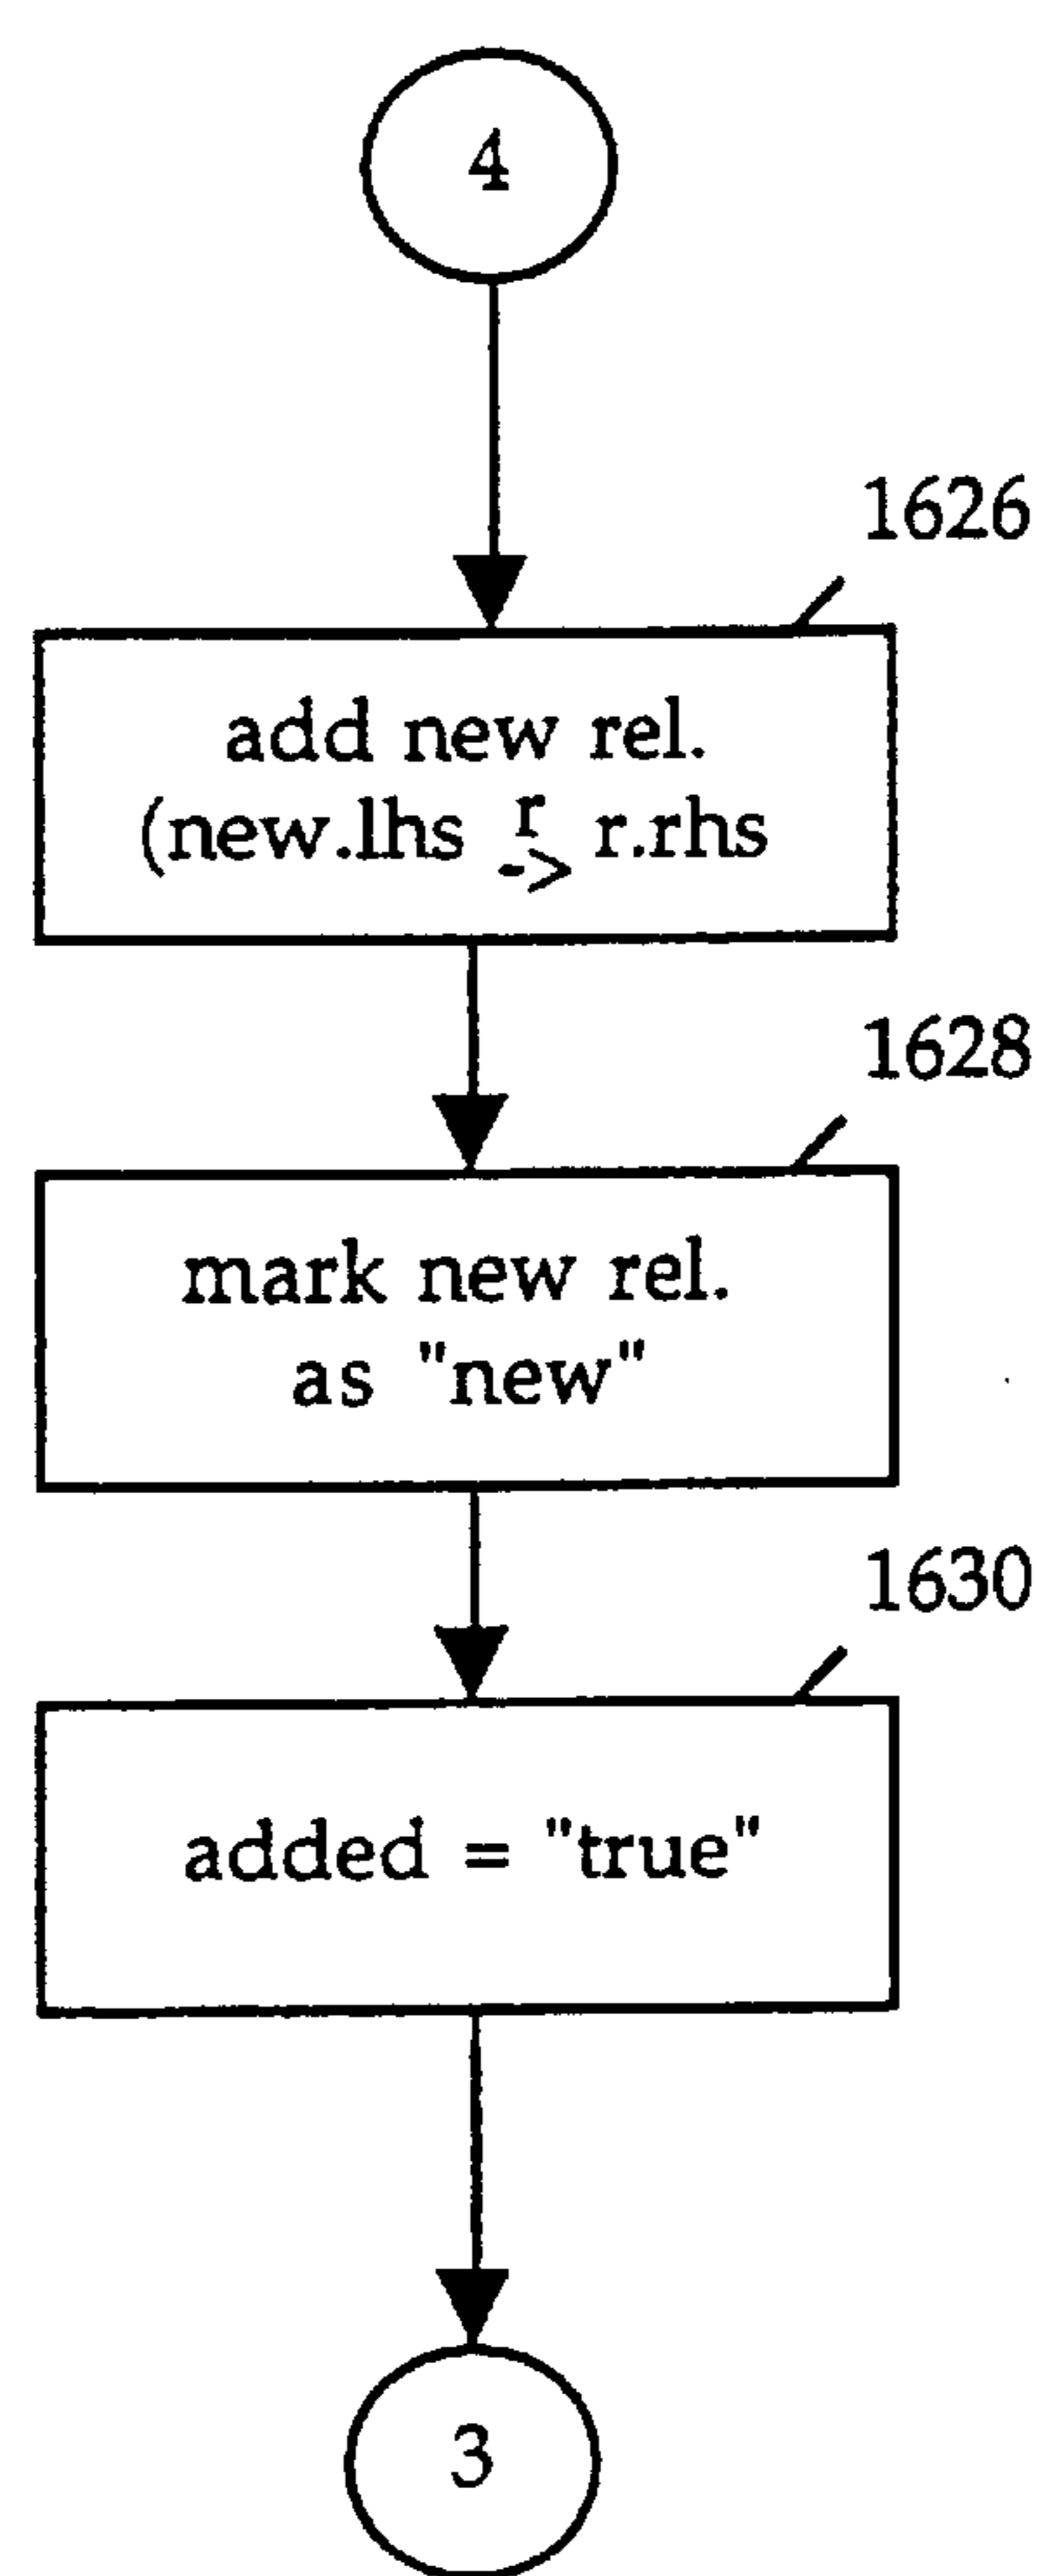 4
1626
add new rel.
(new.lhs r -> r.rhs
1628
mark new rel.
as "new"
1630
added = "true"
3